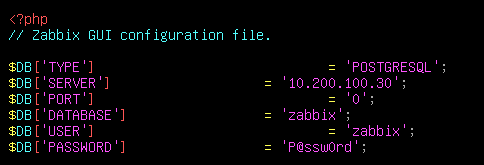 <?php
// Zabbix GUI configuration file.
$DB['TYPE'] = 'POSTGRESQL';
$DB['SERVER'] = '10.200.100.30';
$DB['PORT'] = '0';
$DB['DATABASE'] = 'zabbix';
$DB['USER'] = 'zabbix';
$DB['PASSWORD'] = 'P@ssw0rd';